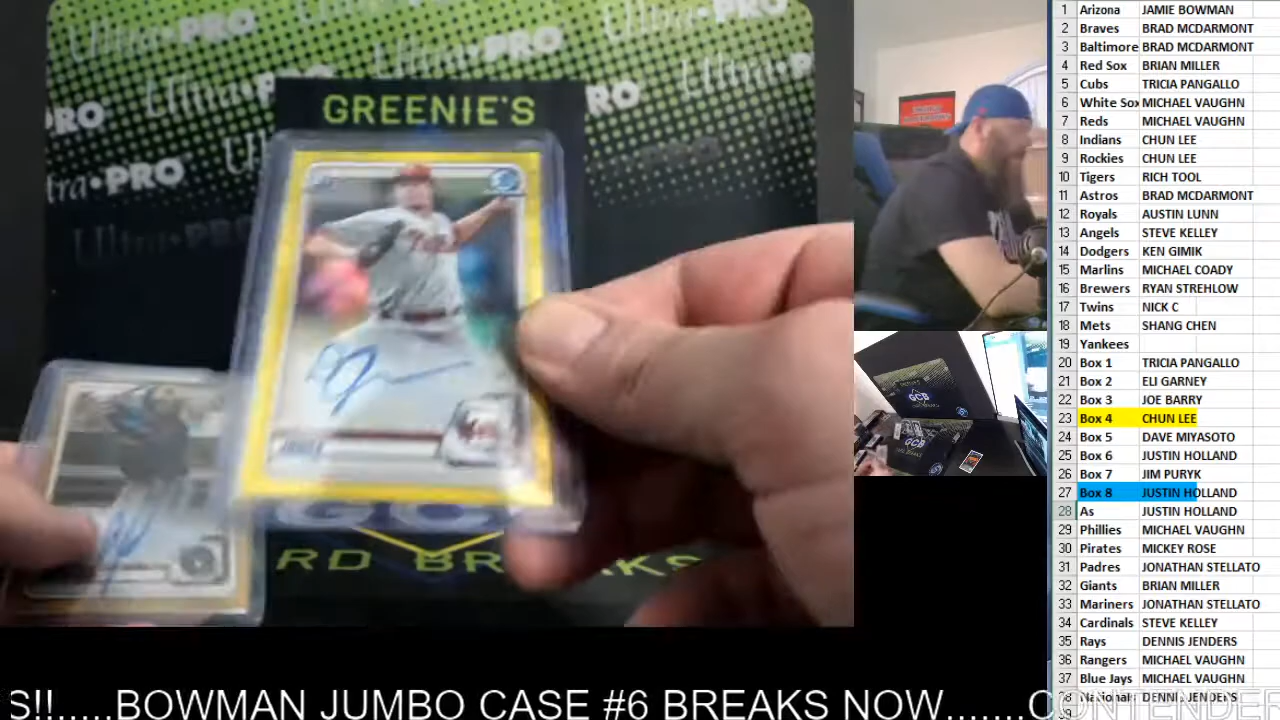 Ultra•PRO
GREENIE'S
RD BREAKS
GCB
1 Arizona JAMIE BOWMAN
2 Braves BRAD MCDARMONT
3 Baltimore BRAD MCDARMONT
4 Red Sox BRIAN MILLER
5 Cubs TRICIA PANGALLO
6 White Sox MICHAEL VAUGHN
7 Reds MICHAEL VAUGHN
8 Indians CHUN LEE
9 Rockies CHUN LEE
10 Tigers RICH TOOL
11 Astros BRAD MCDARMONT
12 Royals AUSTIN LUNN
13 Angels STEVE KELLEY
14 Dodgers KEN GIMIK
15 Marlins MICHAEL COADY
16 Brewers RYAN STREHLOW
17 Twins NICK C
18 Mets SHANG CHEN
19 Yankees
20 Box 1 TRICIA PANGALLO
21 Box 2 ELI GARNEY
22 Box 3 JOE BARRY
23 Box 4 CHUN LEE
24 Box 5 DAVE MIYASOTO
25 Box 6 JUSTIN HOLLAND
26 Box 7 JIM PURYK
27 Box 8 JUSTIN HOLLAND
28 As JUSTIN HOLLAND
29 Phillies MICHAEL VAUGHN
30 Pirates MICKEY ROSE
31 Padres JONATHAN STELLATO
32 Giants BRIAN MILLER
33 Mariners JONATHAN STELLATO
34 Cardinals STEVE KELLEY
35 Rays DENNIS JENDERS
36 Rangers MICHAEL VAUGHN
37 Blue Jays MICHAEL VAUGHN
Nationals DENNIS JENDERS
S!!.....BOWMAN JUMBO CASE #6 BREAKS NOW.......CONTENDER